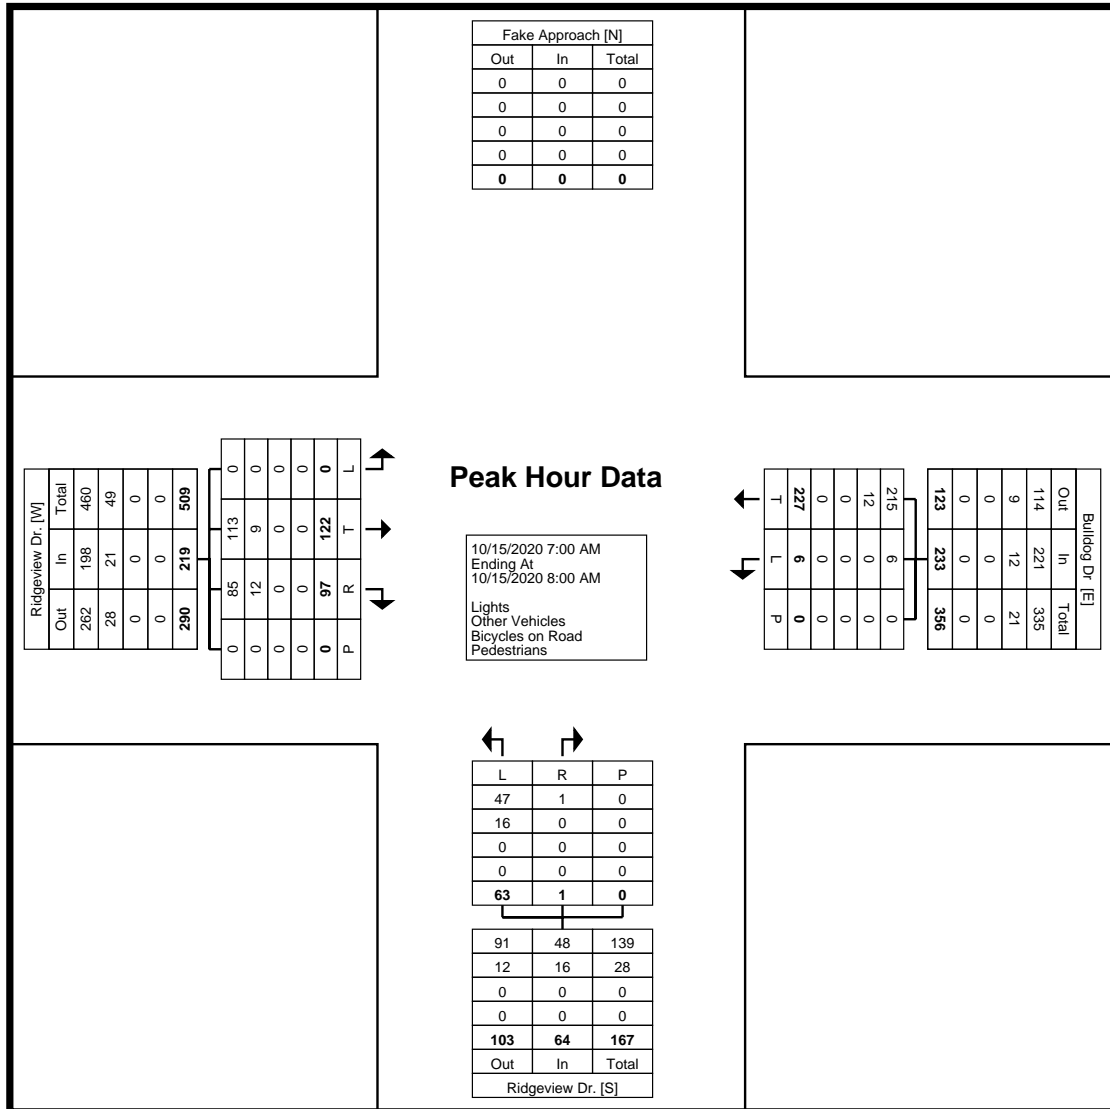 Fake Approach [N]
Out In Total
0 0 0
0 0 0
0 0 0
0 0 0
0 0 0
Ridgeview Dr. [W]
Out In Total
262 198 460
28 21 49
0 0 0
0 0 0
290 219 509
0 113 85 0
0 9 12 0
0 0 0 0
0 0 0 0
0 122 97 0
L T R P
Peak Hour Data
10/15/2020 7:00 AM
Ending At
10/15/2020 8:00 AM
Lights
Other Vehicles
Bicycles on Road
Pedestrians
T L P
227 6 0
0 0 0
0 0 0
12 0 0
215 6 0
Bulldog Dr [E]
Out In Total
114 221 335
9 12 21
0 0 0
0 0 0
123 233 356
L R P
47 1 0
16 0 0
0 0 0
0 0 0
63 1 0
91 48 139
12 16 28
0 0 0
0 0 0
103 64 167
Out In Total
Ridgeview Dr. [S]